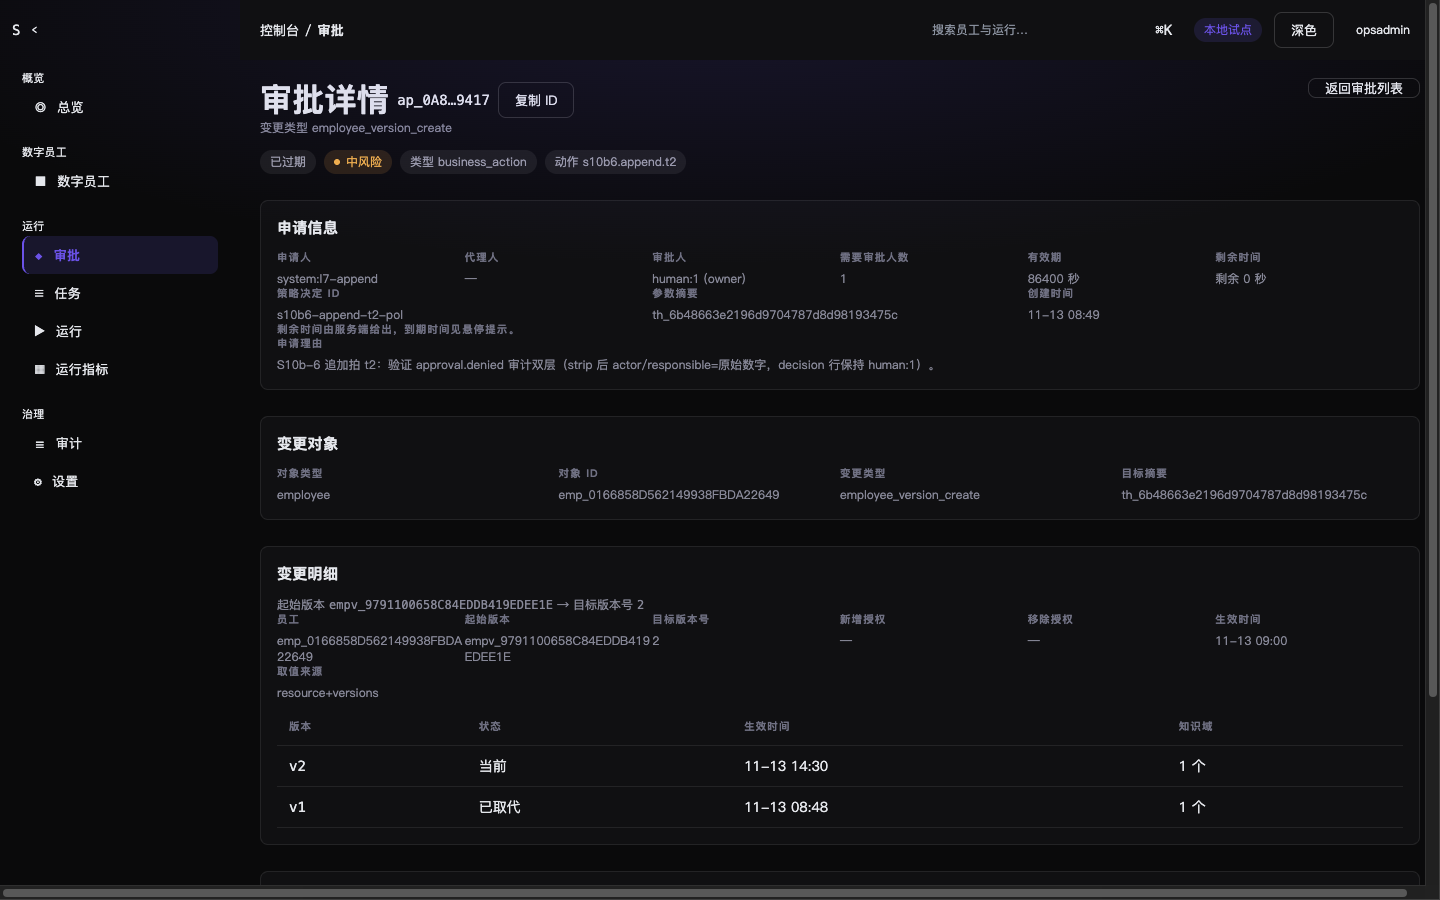 S <
控制台 / 审批
搜索员工与运行...
⌘K
本地试点
深色
opsadmin
概览
总览
数字员工
数字员工
运行
审批
任务
运行
运行指标
治理
审计
设置
审批详情 ap_0A8…9417 复制 ID
返回审批列表
变更类型 employee_version_create
已过期 中风险 类型 business_action 动作 s10b6.append.t2
申请信息
申请人 代理人 审批人 需要审批人数 有效期 剩余时间
system:l7-append — human:1 (owner) 1 86400 秒 剩余 0 秒
策略决定 ID 参数摘要 创建时间
s10b6-append-t2-pol th_6b48663e2196d9704787d8d98193475c 11-13 08:49
剩余时间由服务端给出，到期时间见悬停提示。
申请理由
S10b-6 追加拍 t2：验证 approval.denied 审计双层（strip 后 actor/responsible=原始数字，decision 行保持 human:1）。
变更对象
对象类型 对象 ID 变更类型 目标摘要
employee emp_0166858D562149938FBDA22649 employee_version_create th_6b48663e2196d9704787d8d98193475c
变更明细
起始版本 empv_9791100658C84EDDB419EDEE1E → 目标版本号 2
员工 起始版本 目标版本号 新增授权 移除授权 生效时间
emp_0166858D562149938FBDA empv_9791100658C84EDDB419 2 — — 11-13 09:00
22649 EDEE1E
取值来源
resource+versions
版本 状态 生效时间 知识域
v2 当前 11-13 14:30 1 个
v1 已取代 11-13 08:48 1 个